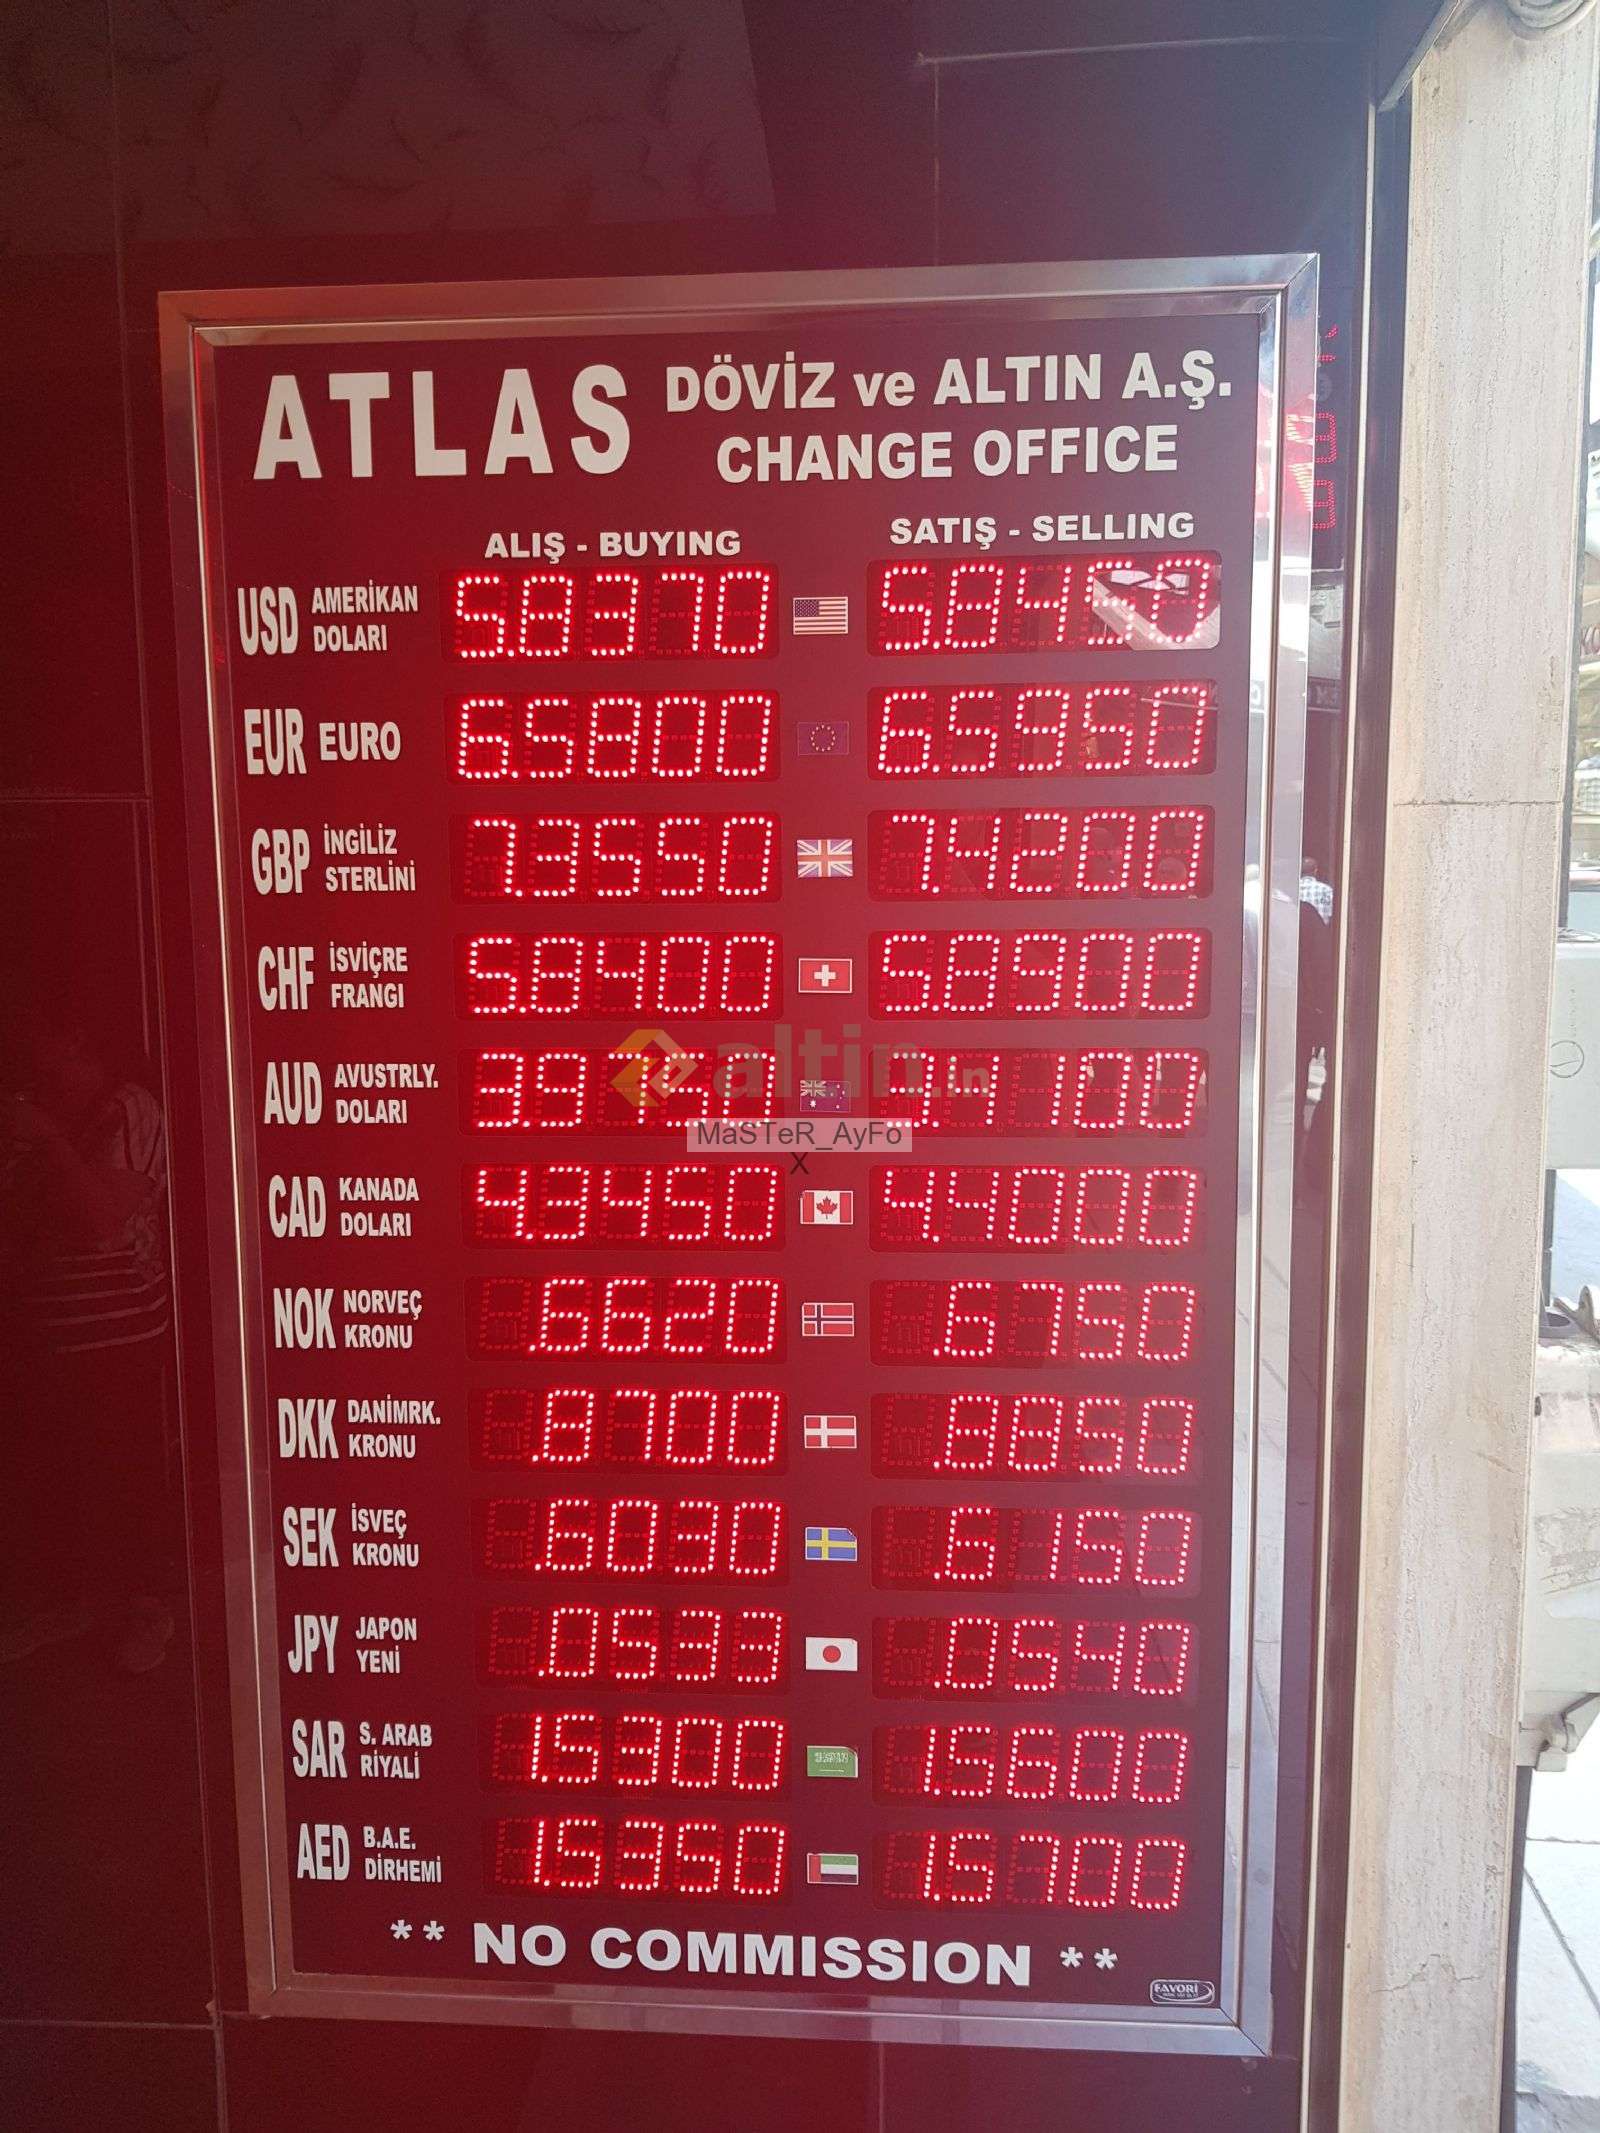 ATLAS DÖVİZ ve ALTIN A.Ş.
CHANGE OFFICE
ALIŞ - BUYING SATIŞ - SELLING
USD AMERİKAN DOLARI 5.8370 5.8450
EUR EURO 6.5800 6.5950
GBP İNGİLİZ STERLİNİ 7.3550 7.4200
CHF İSVİÇRE FRANGI 5.8400 5.8900
altin.in
AUD AVUSTRLY. DOLARI 3.9750
MaSTeR_AyFo
X
CAD KANADA DOLARI 4.3450 4.4000
NOK NORVEÇ KRONU .6620 .6750
DKK DANİMRK. KRONU .8700 .8850
SEK İSVEÇ KRONU .6030 .6150
JPY JAPON YENİ .0533 .0540
SAR S. ARAB RİYALİ 1.5300 1.5600
AED B.A.E. DİRHEMİ 1.5350 1.5700
** NO COMMISSION **
FAVORİ